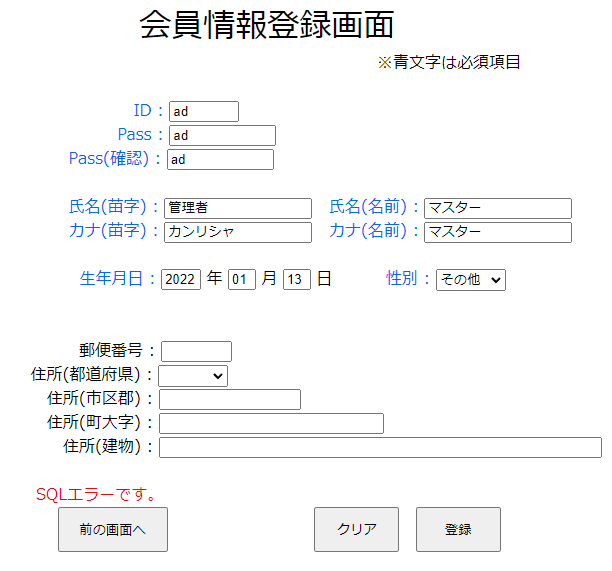 会員情報登録画面
※青文字は必須項目
ID : ad
Pass : ad
Pass(確認) : ad
氏名(苗字) : 管理者 氏名(名前) : マスター
カナ(苗字) : カンリシャ カナ(名前) : マスター
生年月日 : 2022 年 01 月 13 日 性別 : その他
郵便番号 :
住所(都道府県) :
住所(市区郡) :
住所(町大字) :
住所(建物) :
SQLエラーです。
前の画面へ クリア 登録